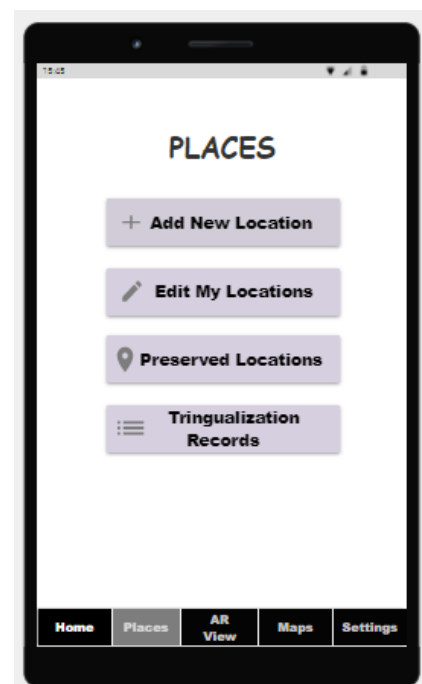 PLACES
Add New Location
Edit My Locations
Preserved Locations
Tringualization
Records
Home Places AR View Maps Settings